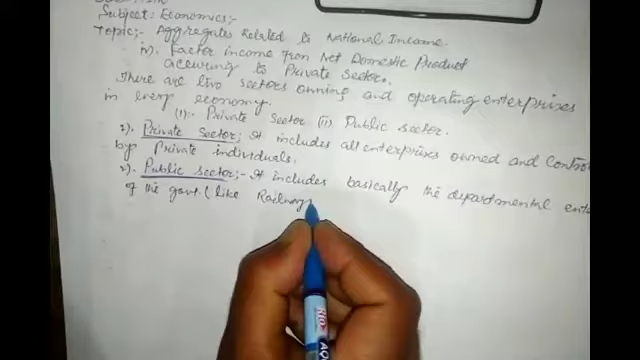 Subject: Economics;-
Topic;- Aggregates Related to National Income.
iv). Factor income from Net Domestic Product
accuring to Private Sector.
There are two sectors owning and operating enterprises
in every economy.
(i):- Private Sector (ii) Public sector.
1). Private Sector; It includes all enterprises owned and Contro
by Private individuals.
2). Public sector;- It includes basically the departmental ent
of the govt. (like Railways